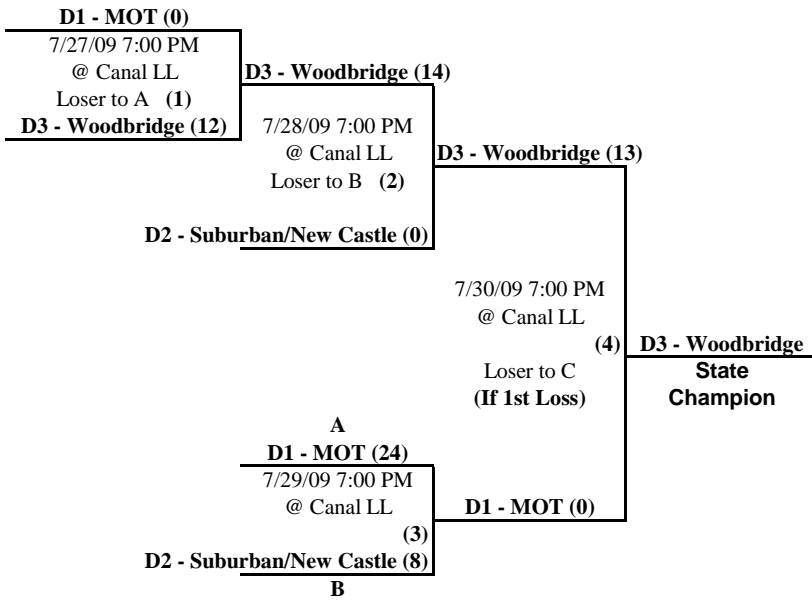 D1 - MOT (0)
7/27/09 7:00 PM
@ Canal LL
Loser to A (1)
D3 - Woodbridge (12)
D3 - Woodbridge (14)
7/28/09 7:00 PM
@ Canal LL
Loser to B (2)
D2 - Suburban/New Castle (0)
D3 - Woodbridge (13)
7/30/09 7:00 PM
@ Canal LL
(4)
Loser to C
(If 1st Loss)
D3 - Woodbridge
State
Champion
A
D1 - MOT (24)
7/29/09 7:00 PM
@ Canal LL
(3)
D2 - Suburban/New Castle (8)
B
D1 - MOT (0)